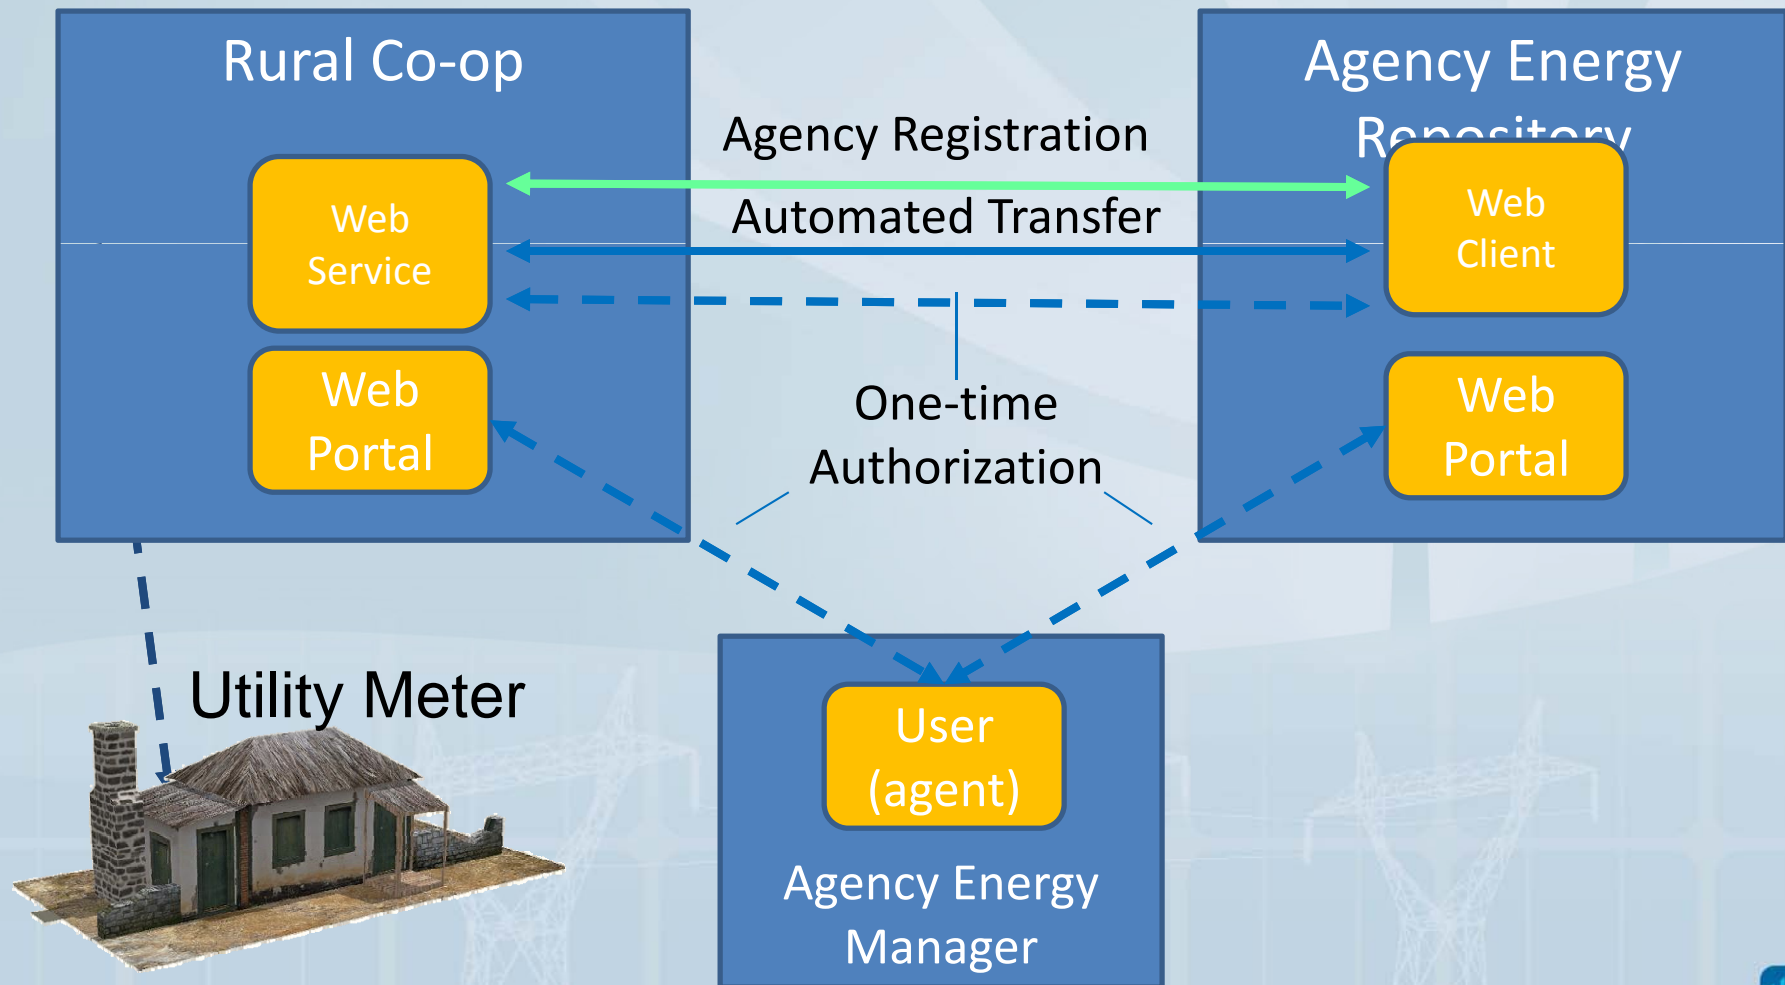 Rural Co-op
Web
Service
Web
Portal
Agency Registration
Automated Transfer
One-time
Authorization
Agency Energy
Repository
Web
Client
Web
Portal
Utility Meter
User
(agent)
Agency Energy
Manager